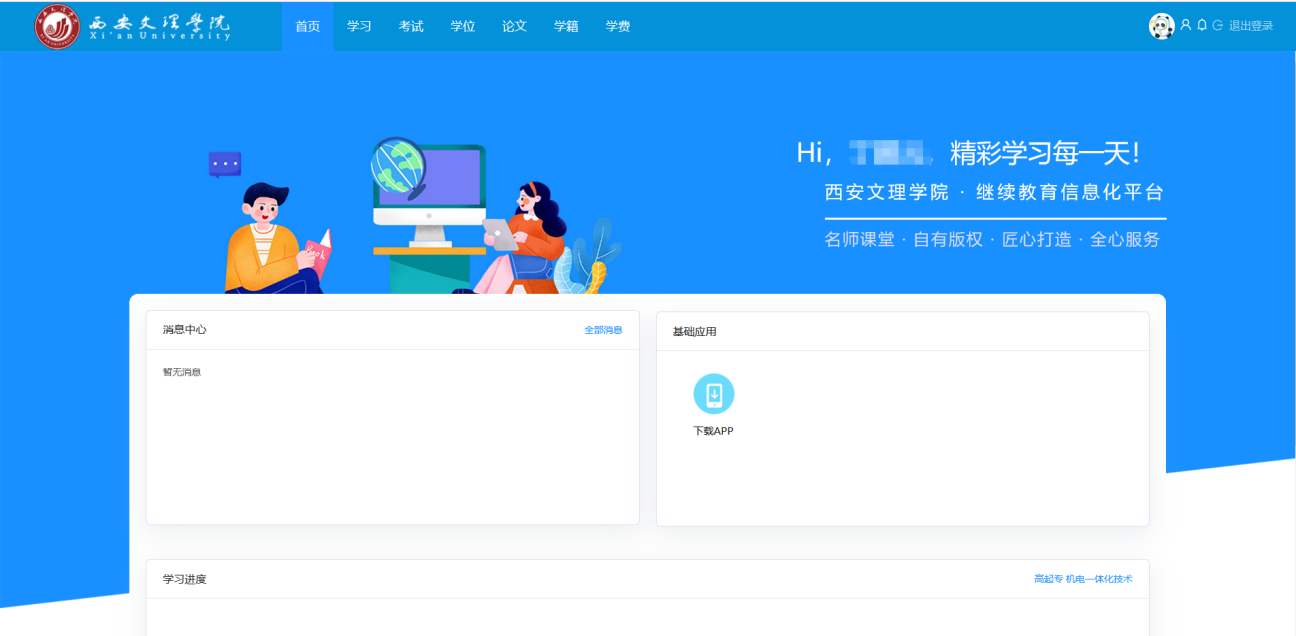 西安文理学院
Xi'an University
首页 学习 考试 学位 论文 学籍 学费
退出登录
Hi, 精彩学习每一天!
西安文理学院 · 继续教育信息化平台
名师课堂 · 自有版权 · 匠心打造 · 全心服务
Book
消息中心 全部消息
暂无消息
基础应用
下载APP
学习进度 高起专 机电一体化技术